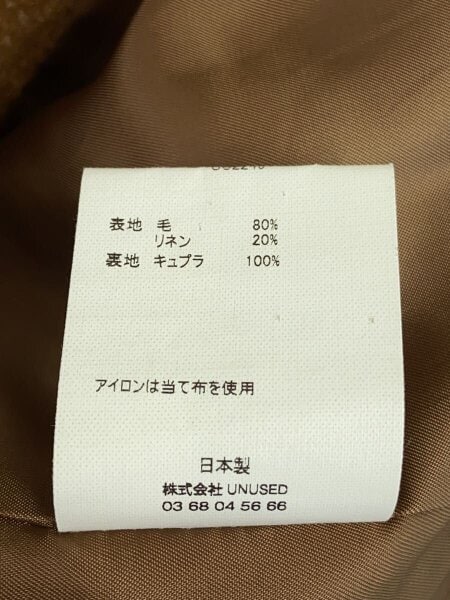 表地 毛 80%
リネン 20%
裏地 キュプラ 100%
アイロンは当て布を使用
日本製
株式会社 UNUSED
03 68 04 56 66